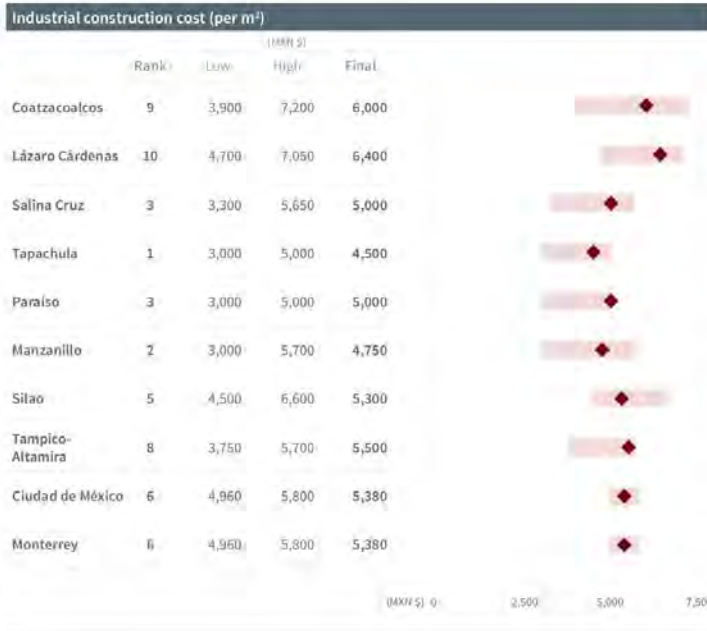 Industrial construction cost (per m²)
(MXN $)
Rank Low High Final
Coatzacoalcos 9 3,900 7,200 6,000
Lázaro Cárdenas 10 4,700 7,050 6,400
Salina Cruz 3 3,300 5,650 5,000
Tapachula 1 3,000 5,000 4,500
Paraíso 3 3,000 5,000 5,000
Manzanillo 2 3,000 5,700 4,750
Silao 5 4,500 6,600 5,300
Tampico-
Altamira 8 3,750 5,700 5,500
Ciudad de México 6 4,960 5,800 5,380
Monterrey 6 4,960 5,800 5,380
(MXN $) 0 2,500 5,000 7,50